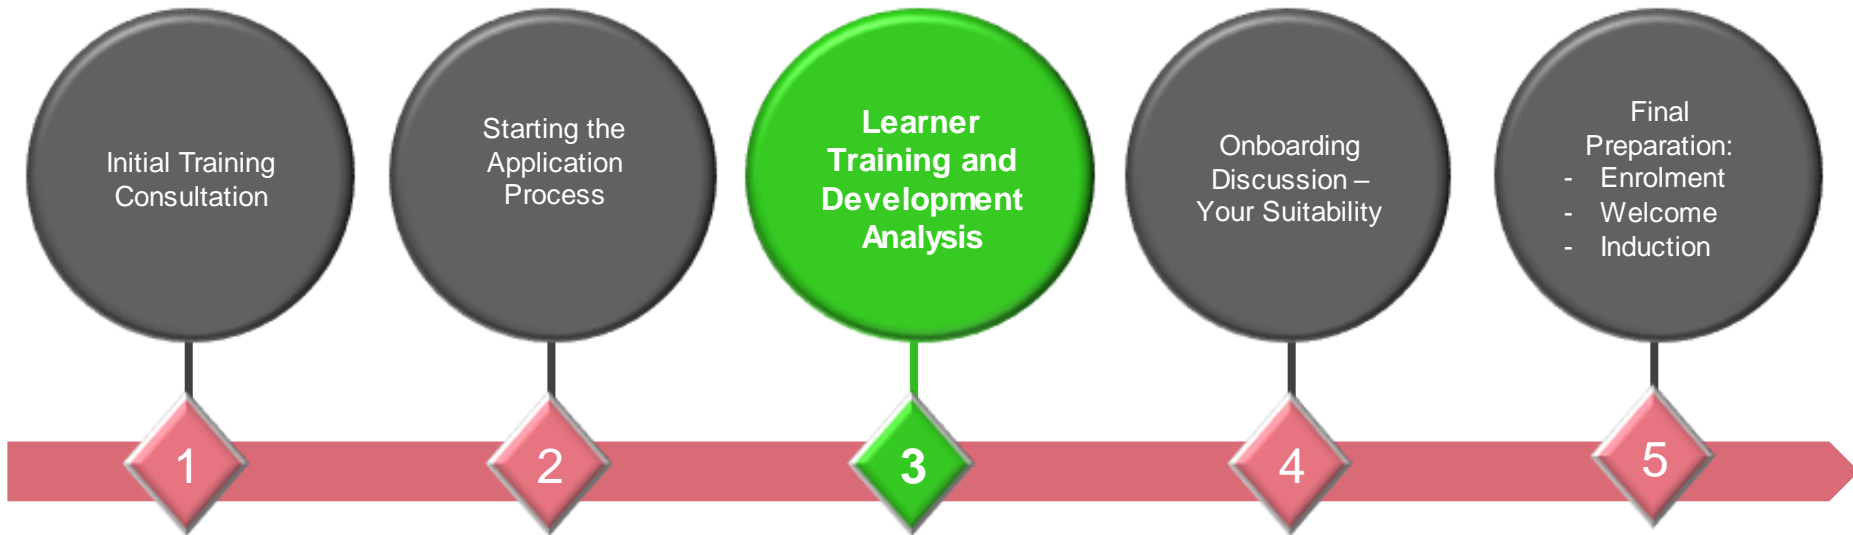 Initial Training
Consultation
Starting the
Application
Process
Learner
Training and
Development
Analysis
Onboarding
Discussion –
Your Suitability
Final
Preparation:
- Enrolment
- Welcome
- Induction
1
2
3
4
5